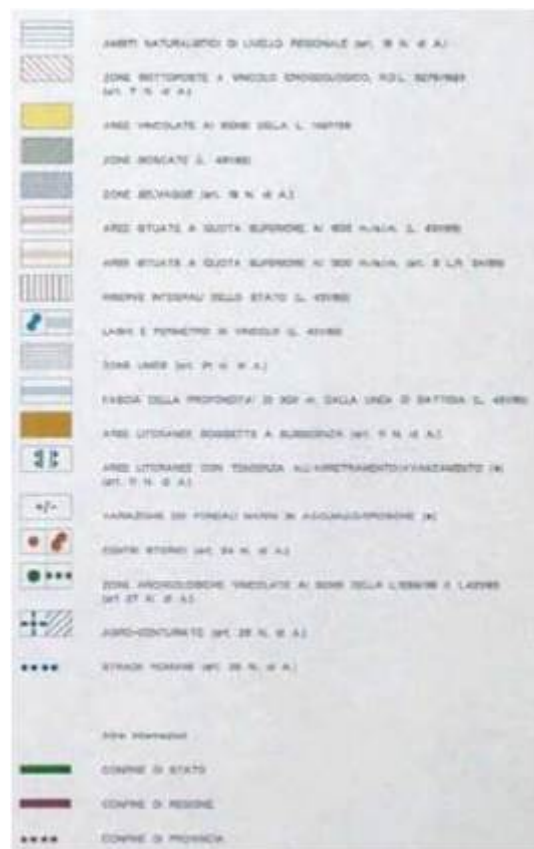 AMBITI NATURALISTICI DI LIVELLO REGIONALE (art. 19 N. di A.)
ZONE SOTTOPOSTE A VINCOLO IDROGEOLOGICO, R.D.L. 3267/1923
(art. 7 N. di A.)
AREE VINCOLATE AI SENSI DELLA L. 1497/39
ZONE BOSCATE (L. 431/85)
ZONE SELVAGGE (art. 18 N. di A.)
AREE SITUATE A QUOTA SUPERIORE AI 1600 m/s/m. (L. 431/85)
AREE SITUATE A QUOTA SUPERIORE AI
RISERVE INTEGRALI DELLO STATO (L. 431/85)
LAGHI E PERIMETRO DI VINCOLO (L. 431/85)
ZONE UMIDE (art. N. di A.)
FASCIA DELLA PROFONDITA' DI 300 m. DALLA LINEA DI BATTIGIA (L. 431/85)
AREE LITORANEE SOGGETTE A SUBSIDENZA (art. 11 N. di A.)
AREE LITORANEE CON TENDENZA ALL'ARRETRAMENTO/AVANZAMENTO (*)
(art. 11 N. di A.)
+/-
VARIAZIONE DEI FONDALI MARINI IN ACCUMULO/EROSIONE (*)
CENTRI STORICI (art. N. di A.)
ZONE ARCHEOLOGICHE VINCOLATE AI SENSI DELLA L.1089/39 E L.431/85
(art. 27 N. di A.)
AGRO-CENTURIATO (art. 28 N. di A.)
STRADE ROMANE (art. N. di A.)
Altre informazioni
CONFINE DI STATO
CONFINE DI REGIONE
CONFINE DI PROVINCIA